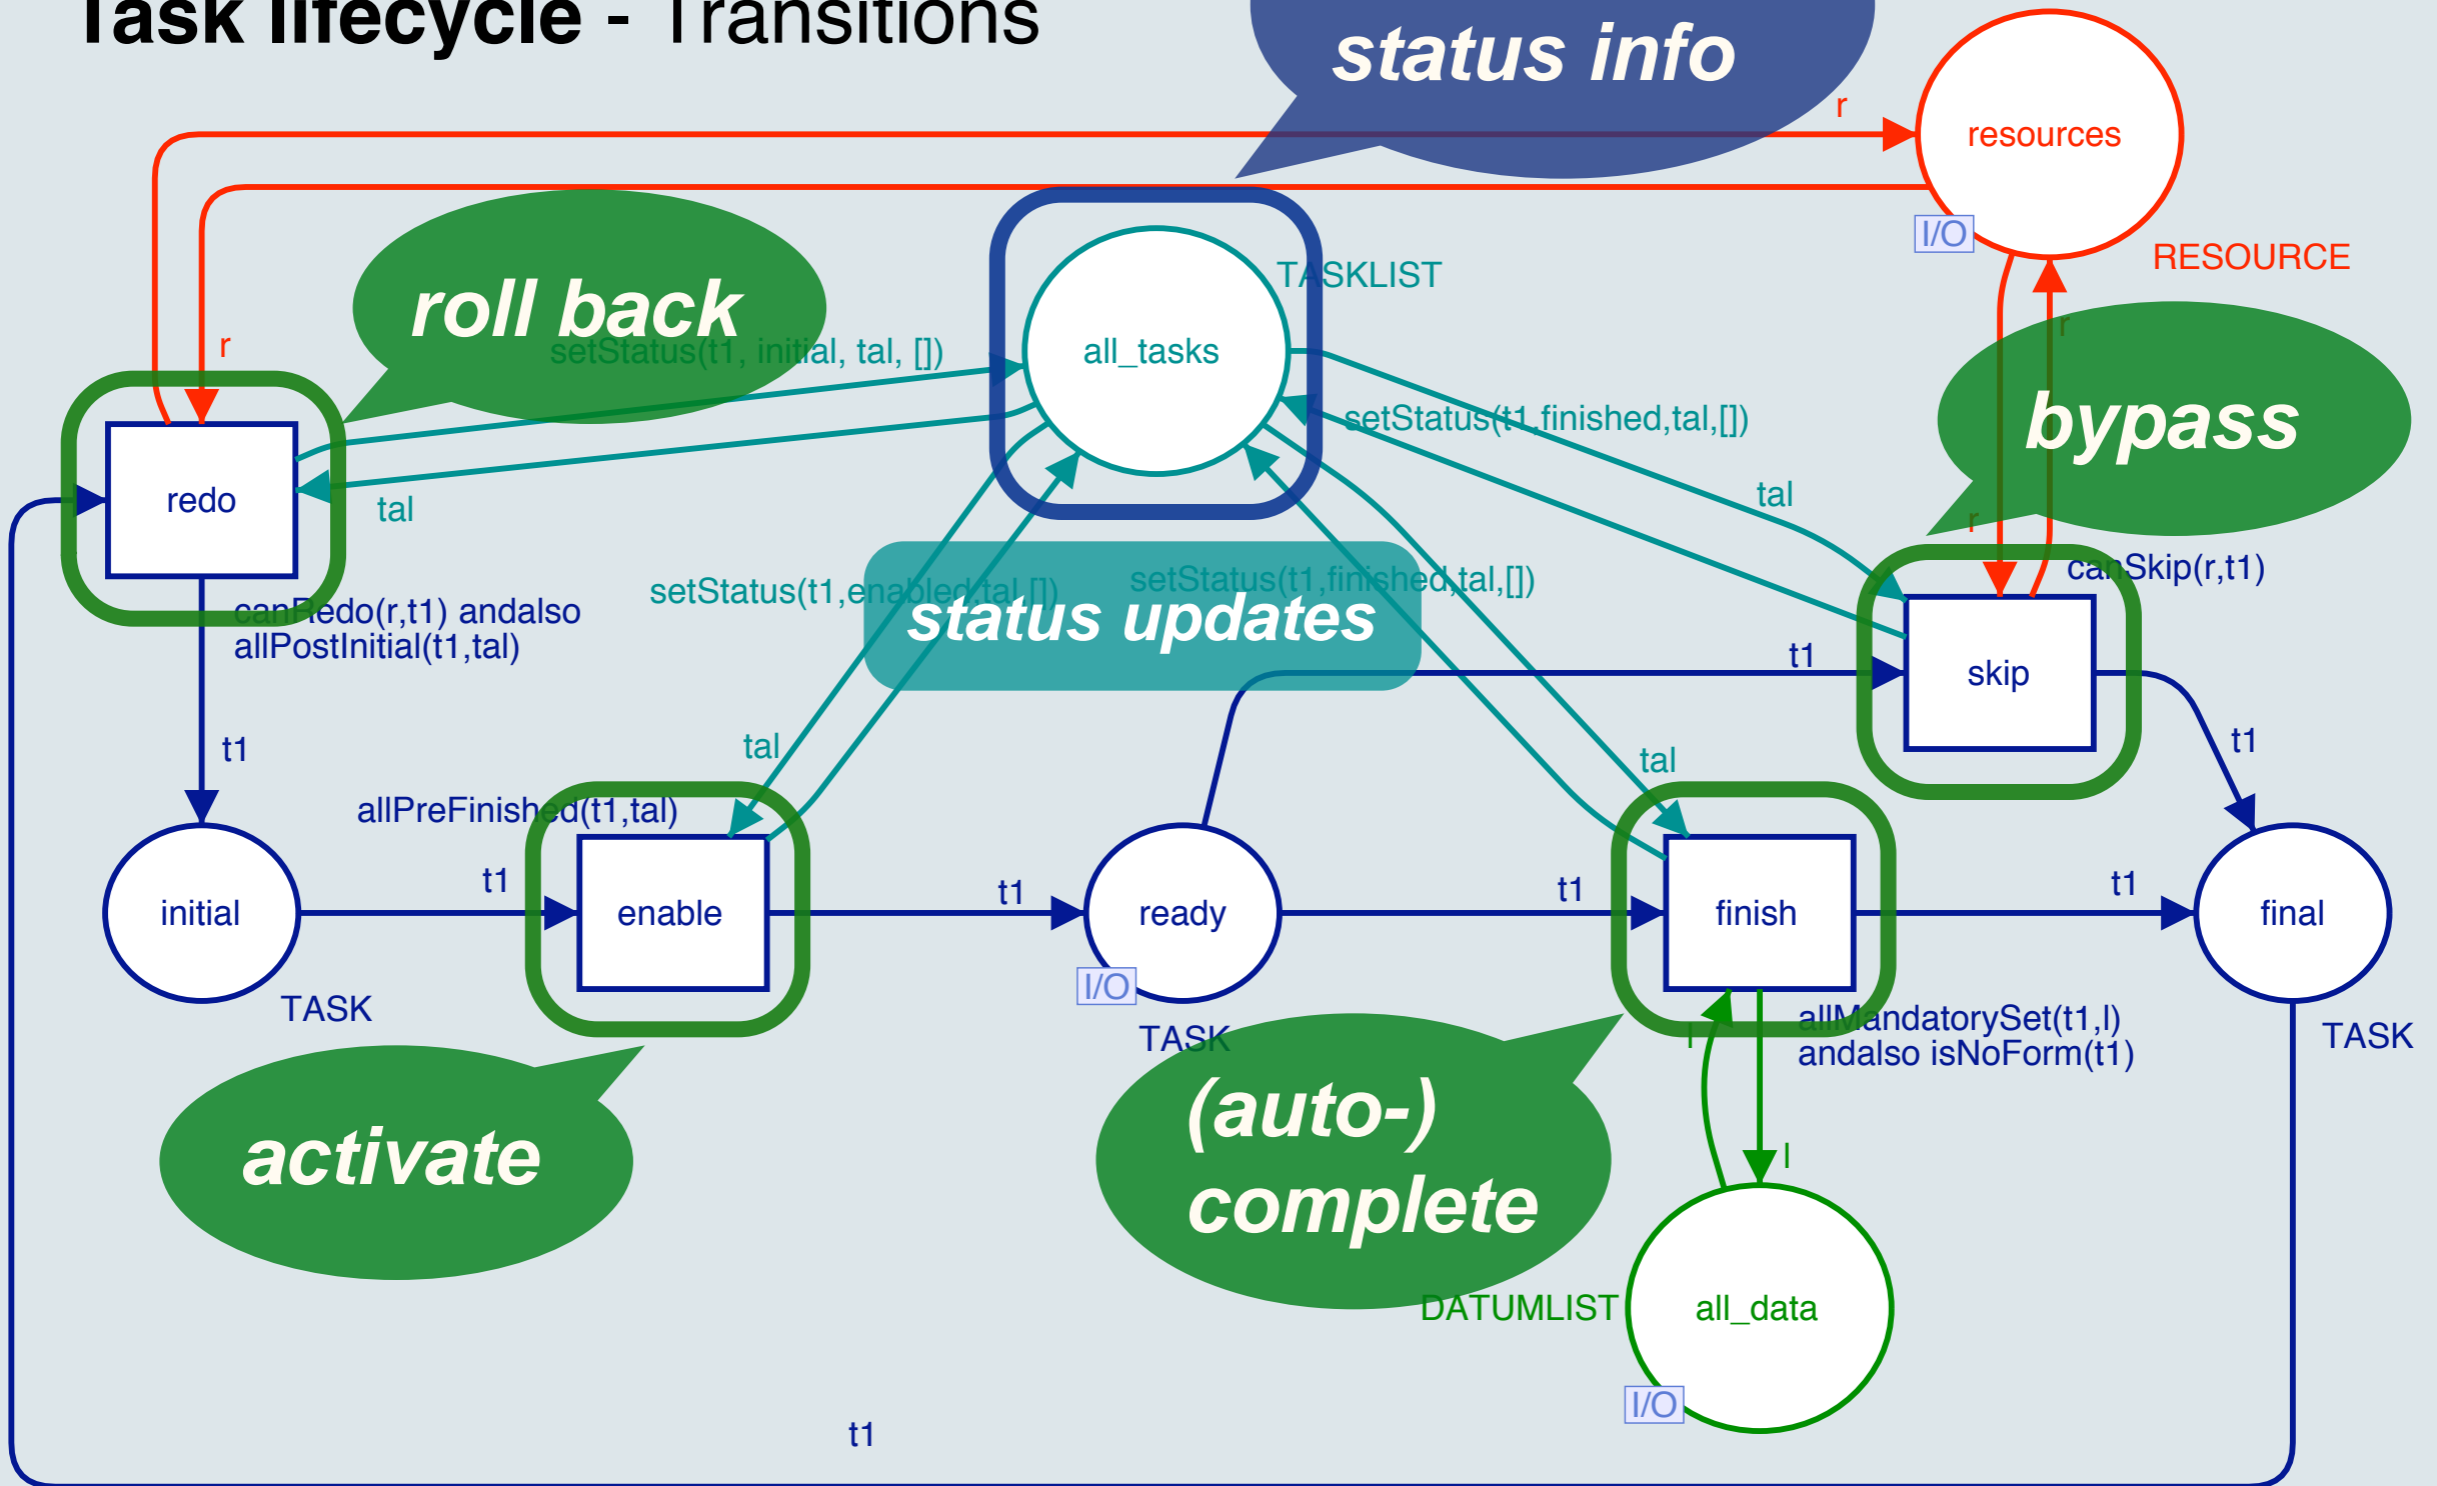 Task lifecycle - Transitions
status info
r
resources
I/O
RESOURCE
roll back
TASKLIST
r
setStatus(t1, initial, tal, [])
all_tasks
r
bypass
setStatus(t1,finished,tal,[])
redo
tal
tal
r
canSkip(r,t1)
setStatus(t1,enabled,tal,[])
setStatus(t1,finished,tal,[])
status updates
canRedo(r,t1) andalso
allPostInitial(t1,tal)
t1
skip
t1
tal
tal
t1
allPreFinished(t1,tal)
t1
t1
t1
t1
initial
enable
ready
finish
final
I/O
TASK
TASK
l
allMandatorySet(t1,l)
andalso isNoForm(t1)
TASK
activate
(auto-)
complete
l
DATUMLIST
all_data
I/O
t1